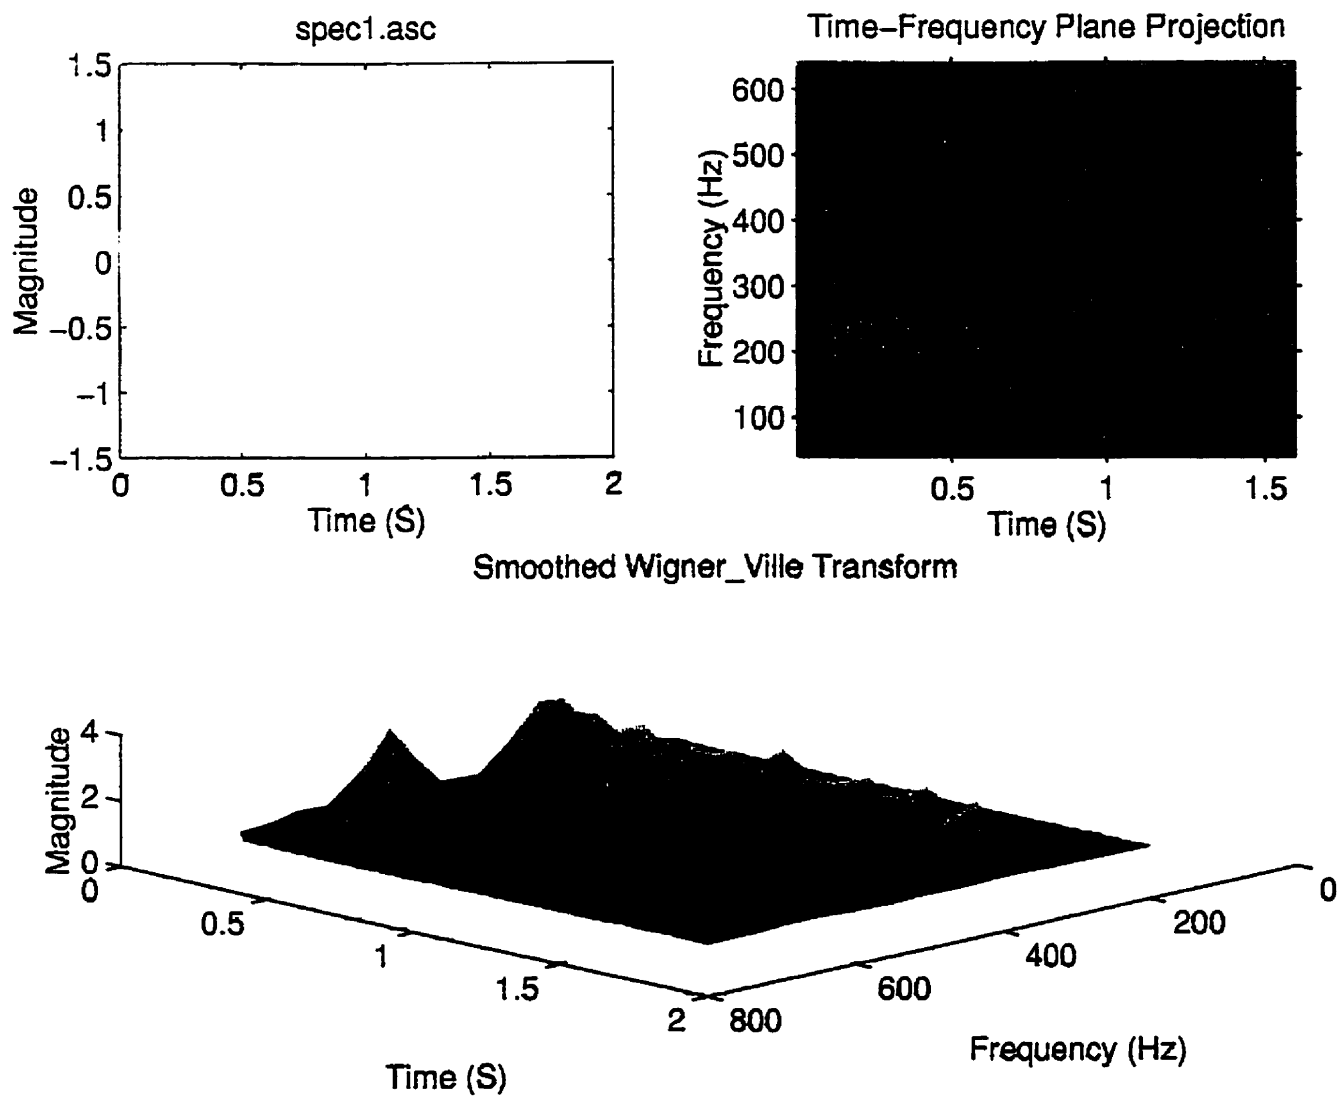 spec1.asc
1.5
1
0.5
0
−0.5
−1
−1.5
Magnitude
0 0.5 1 1.5 2
Time (S)
Time−Frequency Plane Projection
600
500
400
300
200
100
Frequency (Hz)
0.5 1 1.5
Time (S)
Smoothed Wigner_Ville Transform
4
2
0
Magnitude
0
0.5
1
1.5
2
Time (S)
800
600
400
200
0
Frequency (Hz)